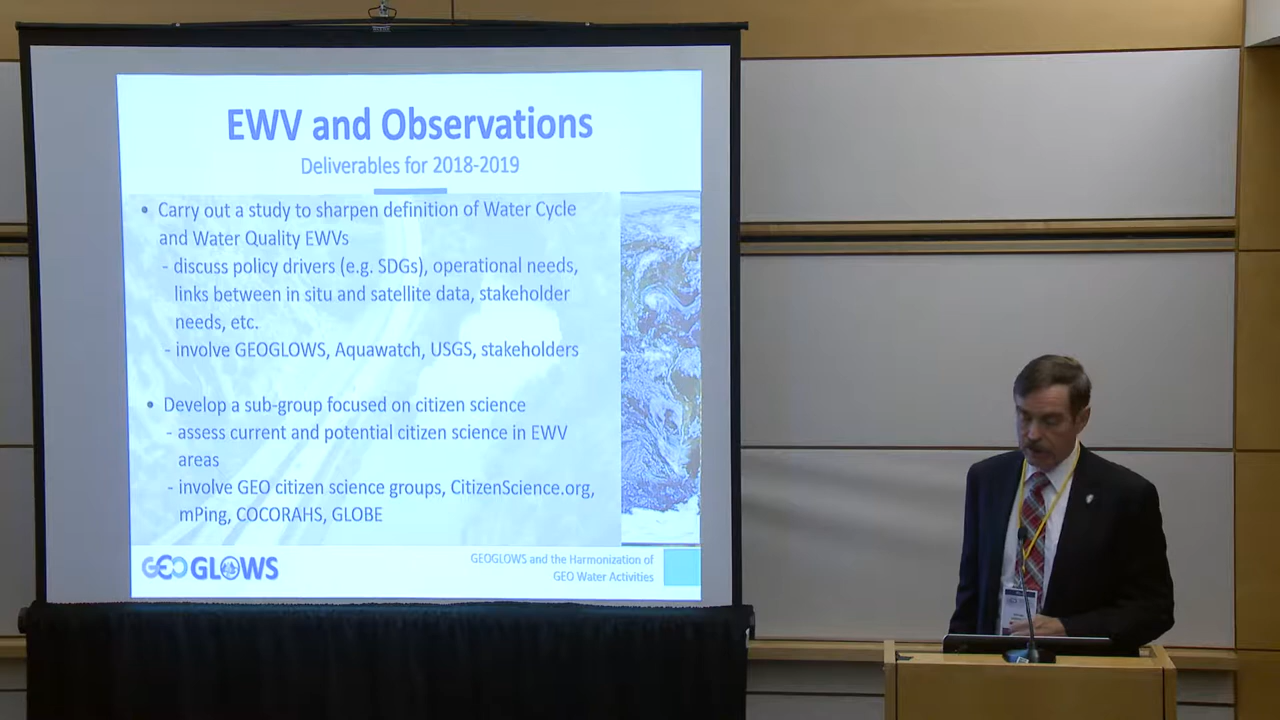 EWV and Observations
Deliverables for 2018-2019
• Carry out a study to sharpen definition of Water Cycle
and Water Quality EWVs
- discuss policy drivers (e.g. SDGs), operational needs,
links between in situ and satellite data, stakeholder
needs, etc.
- involve GEOGLOWS, Aquawatch, USGS, stakeholders
• Develop a sub-group focused on citizen science
- assess current and potential citizen science in EWV
areas
- involve GEO citizen science groups, CitizenScience.org,
mPing, COCORAHS, GLOBE
GEOGLOWS
GEOGLOWS and the Harmonization of
GEO Water Activities